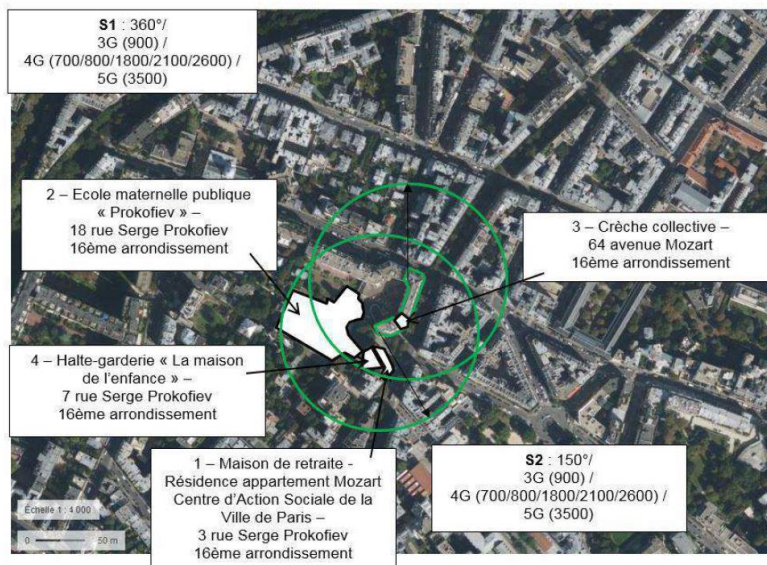 S1 : 360°/
3G (900) /
4G (700/800/1800/2100/2600) /
5G (3500)
2 – Ecole maternelle publique
« Prokofiev » –
18 rue Serge Prokofiev
16ème arrondissement
3 – Crèche collective –
64 avenue Mozart
16ème arrondissement
4 – Halte-garderie « La maison
de l'enfance » –
7 rue Serge Prokofiev
16ème arrondissement
1 – Maison de retraite -
Résidence appartement Mozart
Centre d'Action Sociale de la
Ville de Paris –
3 rue Serge Prokofiev
16ème arrondissement
S2 : 150°/
3G (900) /
4G (700/800/1800/2100/2600) /
5G (3500)
Échelle 1 : 4 000
0 50 m